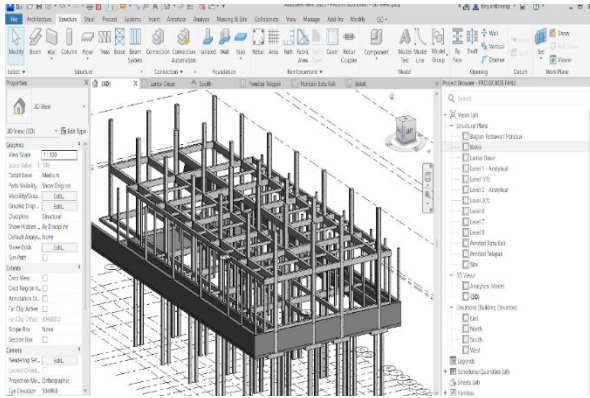 File Architecture Structure Steel Precast Systems Insert Annotate Analyze Massing & Site Collaborate View Manage Add-Ins Modify
Modify Beam Wall Column Floor Truss Brace Beam System Connection Connection Automation Isolated Wall Slab Rebar Area Path Fabric Area Cover Rebar Coupler Component Model Text Model Line Model Group By Face Shaft Wall Vertical Dormer Set Show Viewer
Select Structure Connection Foundation Reinforcement Model Opening Datum Work Plane
Properties
(3D) Lantai Dasar South Pondasi Telapak Pondasi Batu Kali Balok
Project Browser - PROJEK KOS PAK
3D View
Search
3D View: (3D) Edit Type
Graphics
View Scale 1 : 100
Scale Value 1: 100
Detail Level Medium
Parts Visibility Show Original
Visibility/Grap... Edit...
Graphic Disp... Edit...
Discipline Structural
Show Hidden ... By Discipline
Default Analys... None
Show Grids Edit...
Sun Path
Extents
Crop View
Crop Region V...
Annotation Cr...
Far Clip Active
Far Clip Offset
Scope Box None
Section Box
Camera
Rendering Set... Edit...
Locked Orient...
Projection Mo... Orthographic
Eye Elevation
Views (all)
Structural Plans
Balok
Lantai Dasar
Level 1 - Analytical
Level 1(1)
Level 2 - Analytical
Level 2(1)
Level 6
Level 7
Level 8
Pondasi Batu Kali
Pondasi Telapak
Site
3D Views
Analytical Model
(3D)
Elevations (Building Elevation)
East
North
South
West
Legends
Schedules/Quantities (all)
Sheets (all)
Families